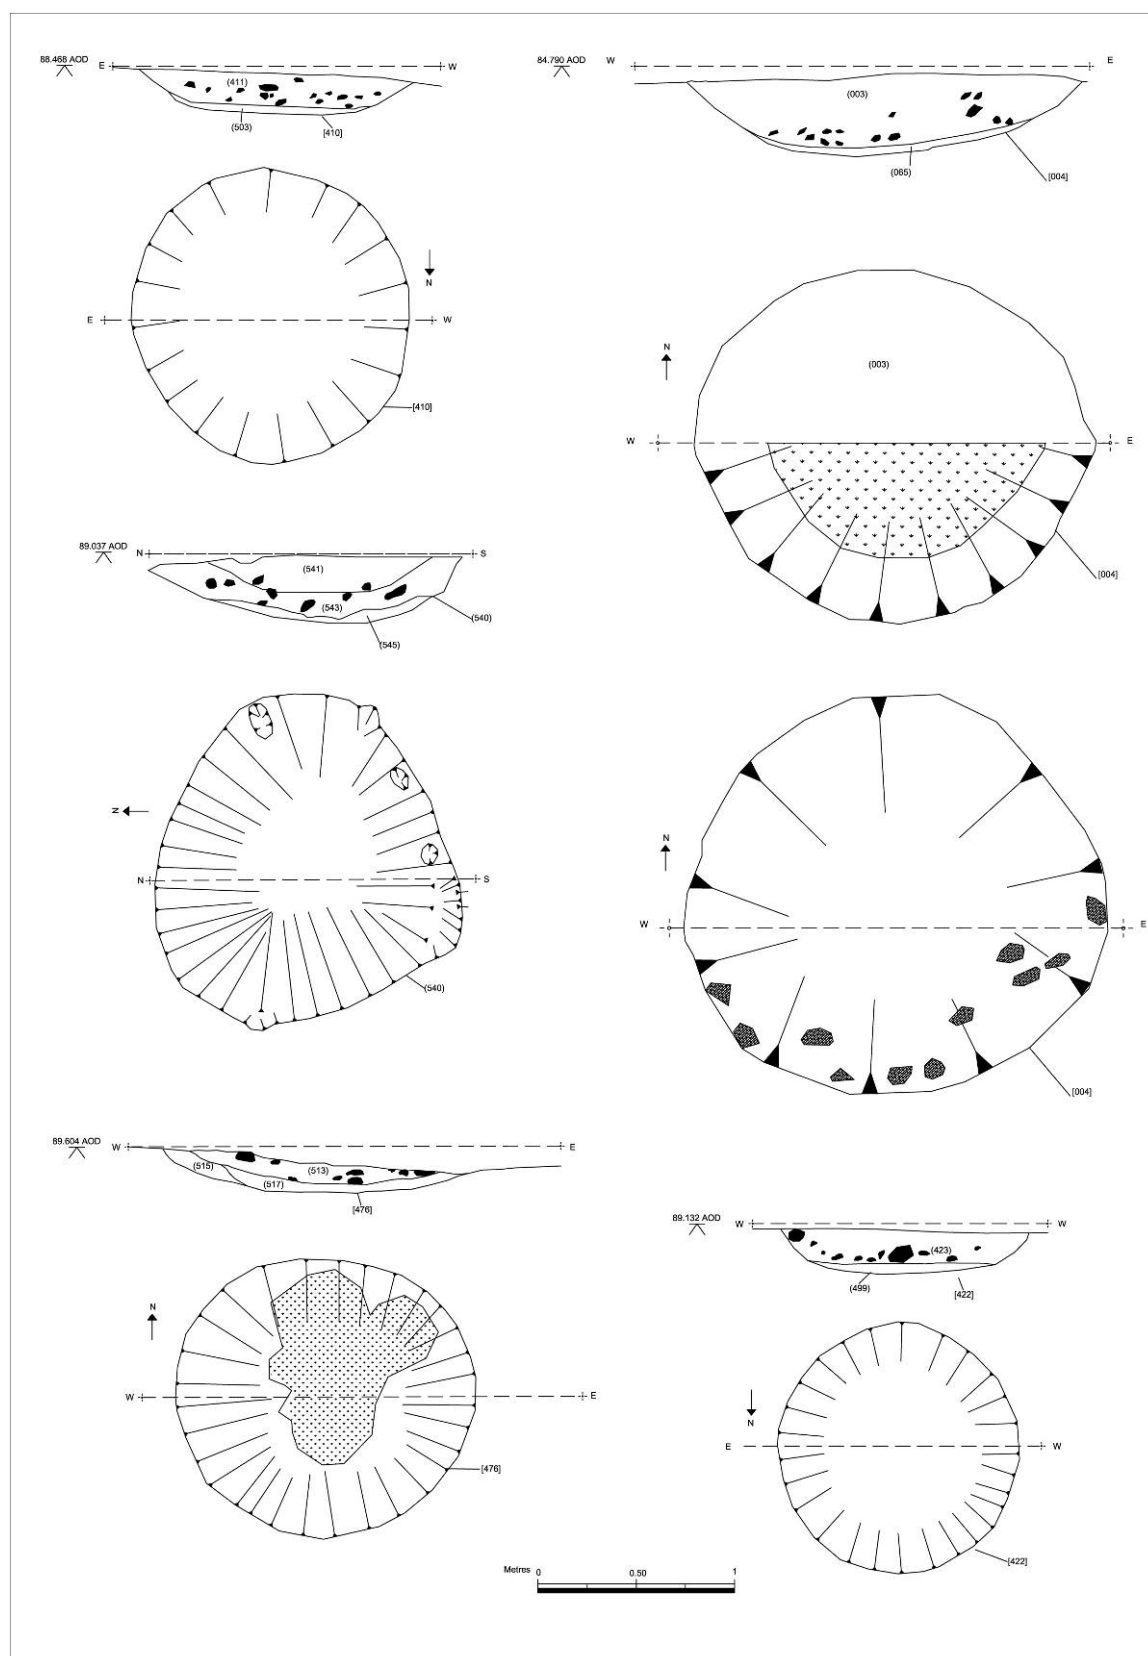 88.468 AOD
E
W
(411)
(503)
[410]
N
E
W
[410]
84.790 AOD
W
E
(003)
(065)
[004]
N
(003)
W
E
[004]
89.037 AOD
N
S
(541)
(543)
(540)
(545)
N
N
S
(540)
N
W
E
[004]
89.604 AOD
W
E
(515)
(513)
(517)
[476]
N
W
E
[476]
89.132 AOD
W
W
(423)
(499)
[422]
N
E
W
[422]
Metres 0 0.50 1